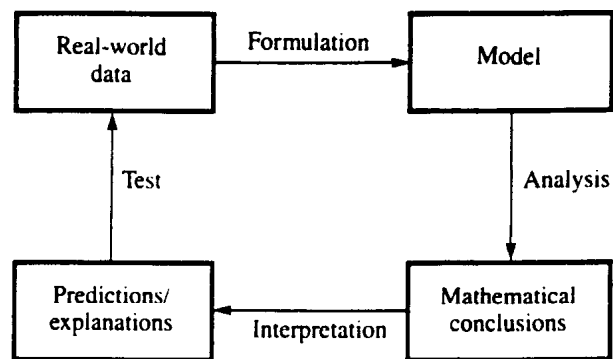 Real-world
data
Formulation
Model
Test
Analysis
Predictions/
explanations
Interpretation
Mathematical
conclusions